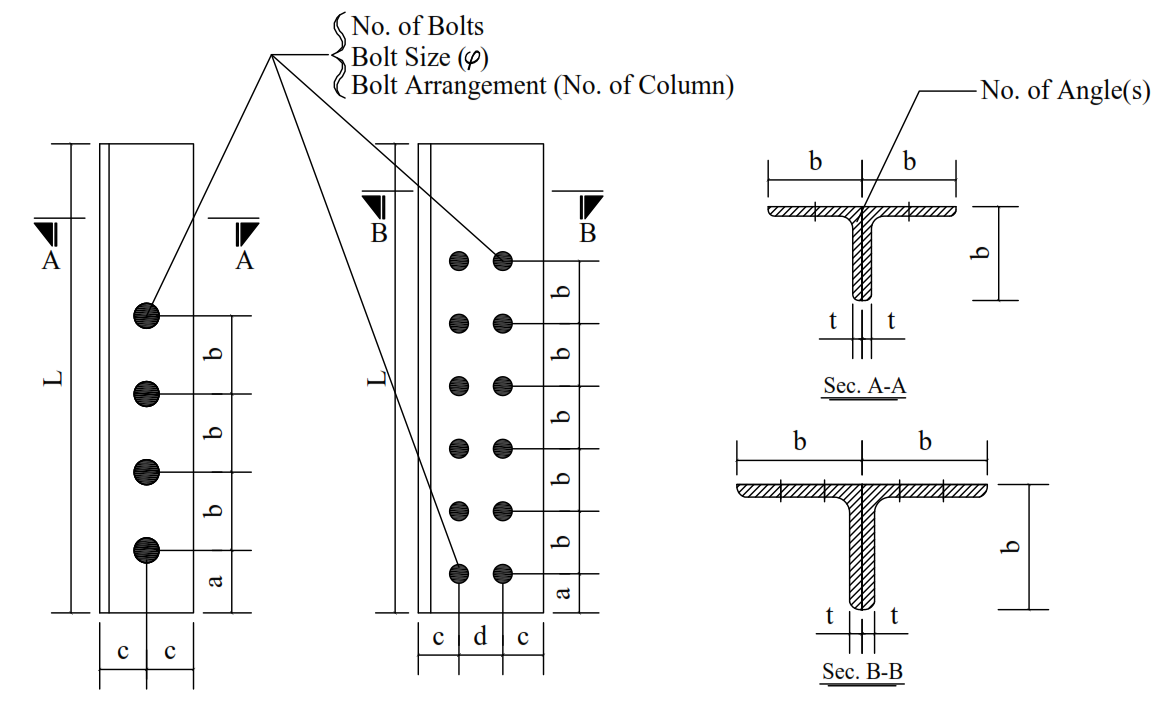 No. of Bolts
Bolt Size (φ)
Bolt Arrangement (No. of Column)
No. of Angle(s)
A
A
L
b
b
b
a
c
c
B
B
L
b
b
b
b
b
a
c
d
c
b
b
b
t
t
Sec. A-A
b
b
b
t
t
Sec. B-B